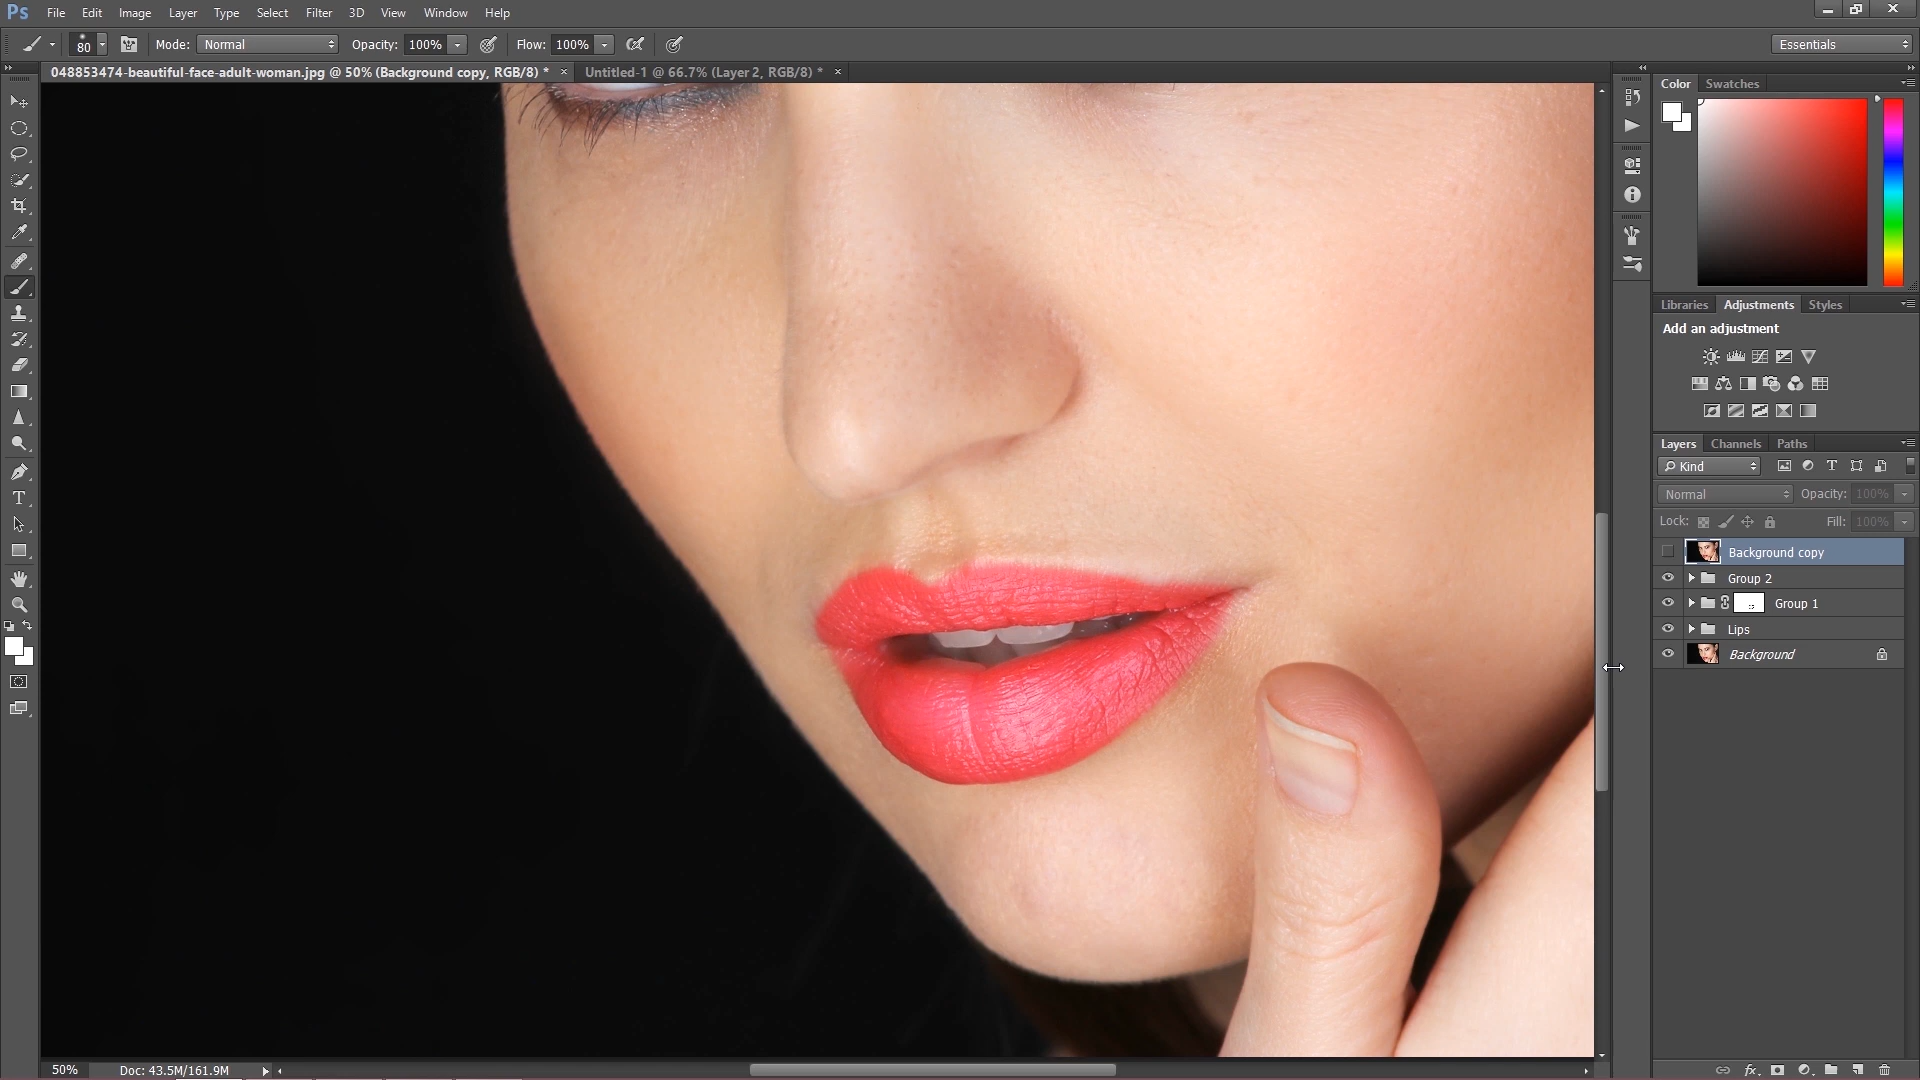 Ps File Edit Image Layer Type Select Filter 3D View Window Help
80 Mode: Normal Opacity: 100% Flow: 100% Essentials
048853474-beautiful-face-adult-woman.jpg @ 50% (Background copy, RGB/8) * × Untitled-1 @ 66.7% (Layer 2, RGB/8) * ×
Color Swatches
Libraries Adjustments Styles
Add an adjustment
Layers Channels Paths
Kind
Normal Opacity: 100%
Lock: Fill: 100%
Background copy
Group 2
Group 1
Lips
Background
50% Doc: 43.5M/161.9M